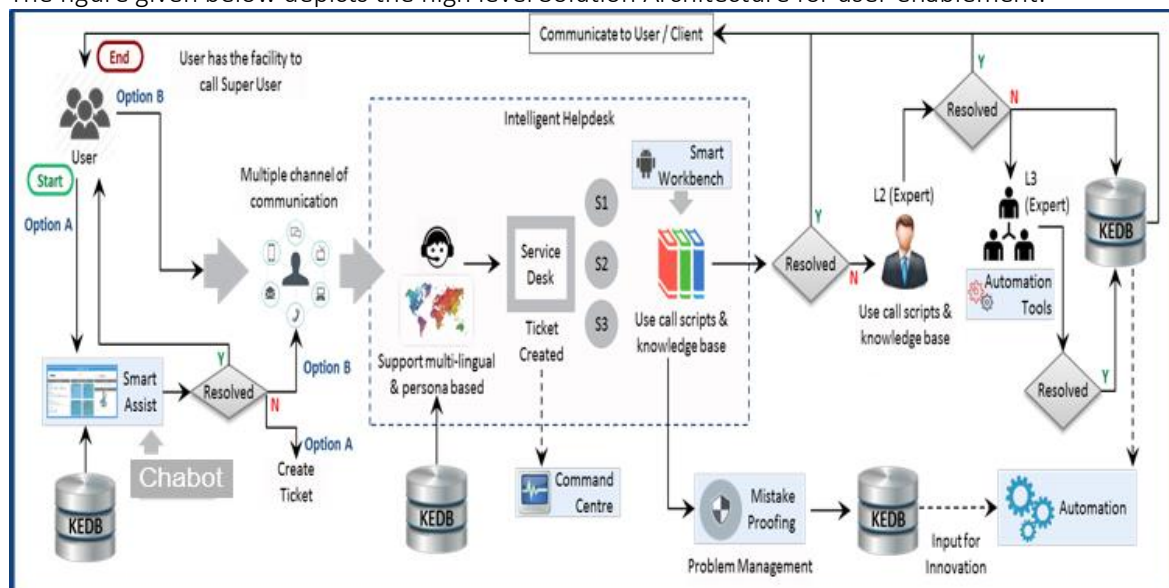 The figure given below depicts the high level Solution Architecture for user enablement.
Communicate to User / Client
End
User has the facility
to call Super User
Option B
User
Start
Option A
Multiple channel of
communication
Intelligent Helpdesk
Smart
Workbench
S1
S2
S3
Service
Desk
Ticket
Created
Support multi-lingual
& persona based
Use call scripts &
knowledge base
Y
Resolved
N
L2 (Expert)
Use call scripts &
knowledge base
Y
Resolved
N
L3
(Expert)
Automation
Tools
KEDB
Resolved
Y
Smart
Assist
Y
Resolved
N
Option B
Option A
Create
Ticket
Chabot
KEDB
KEDB
Command
Centre
Mistake
Proofing
Problem Management
KEDB
Input for
Innovation
Automation